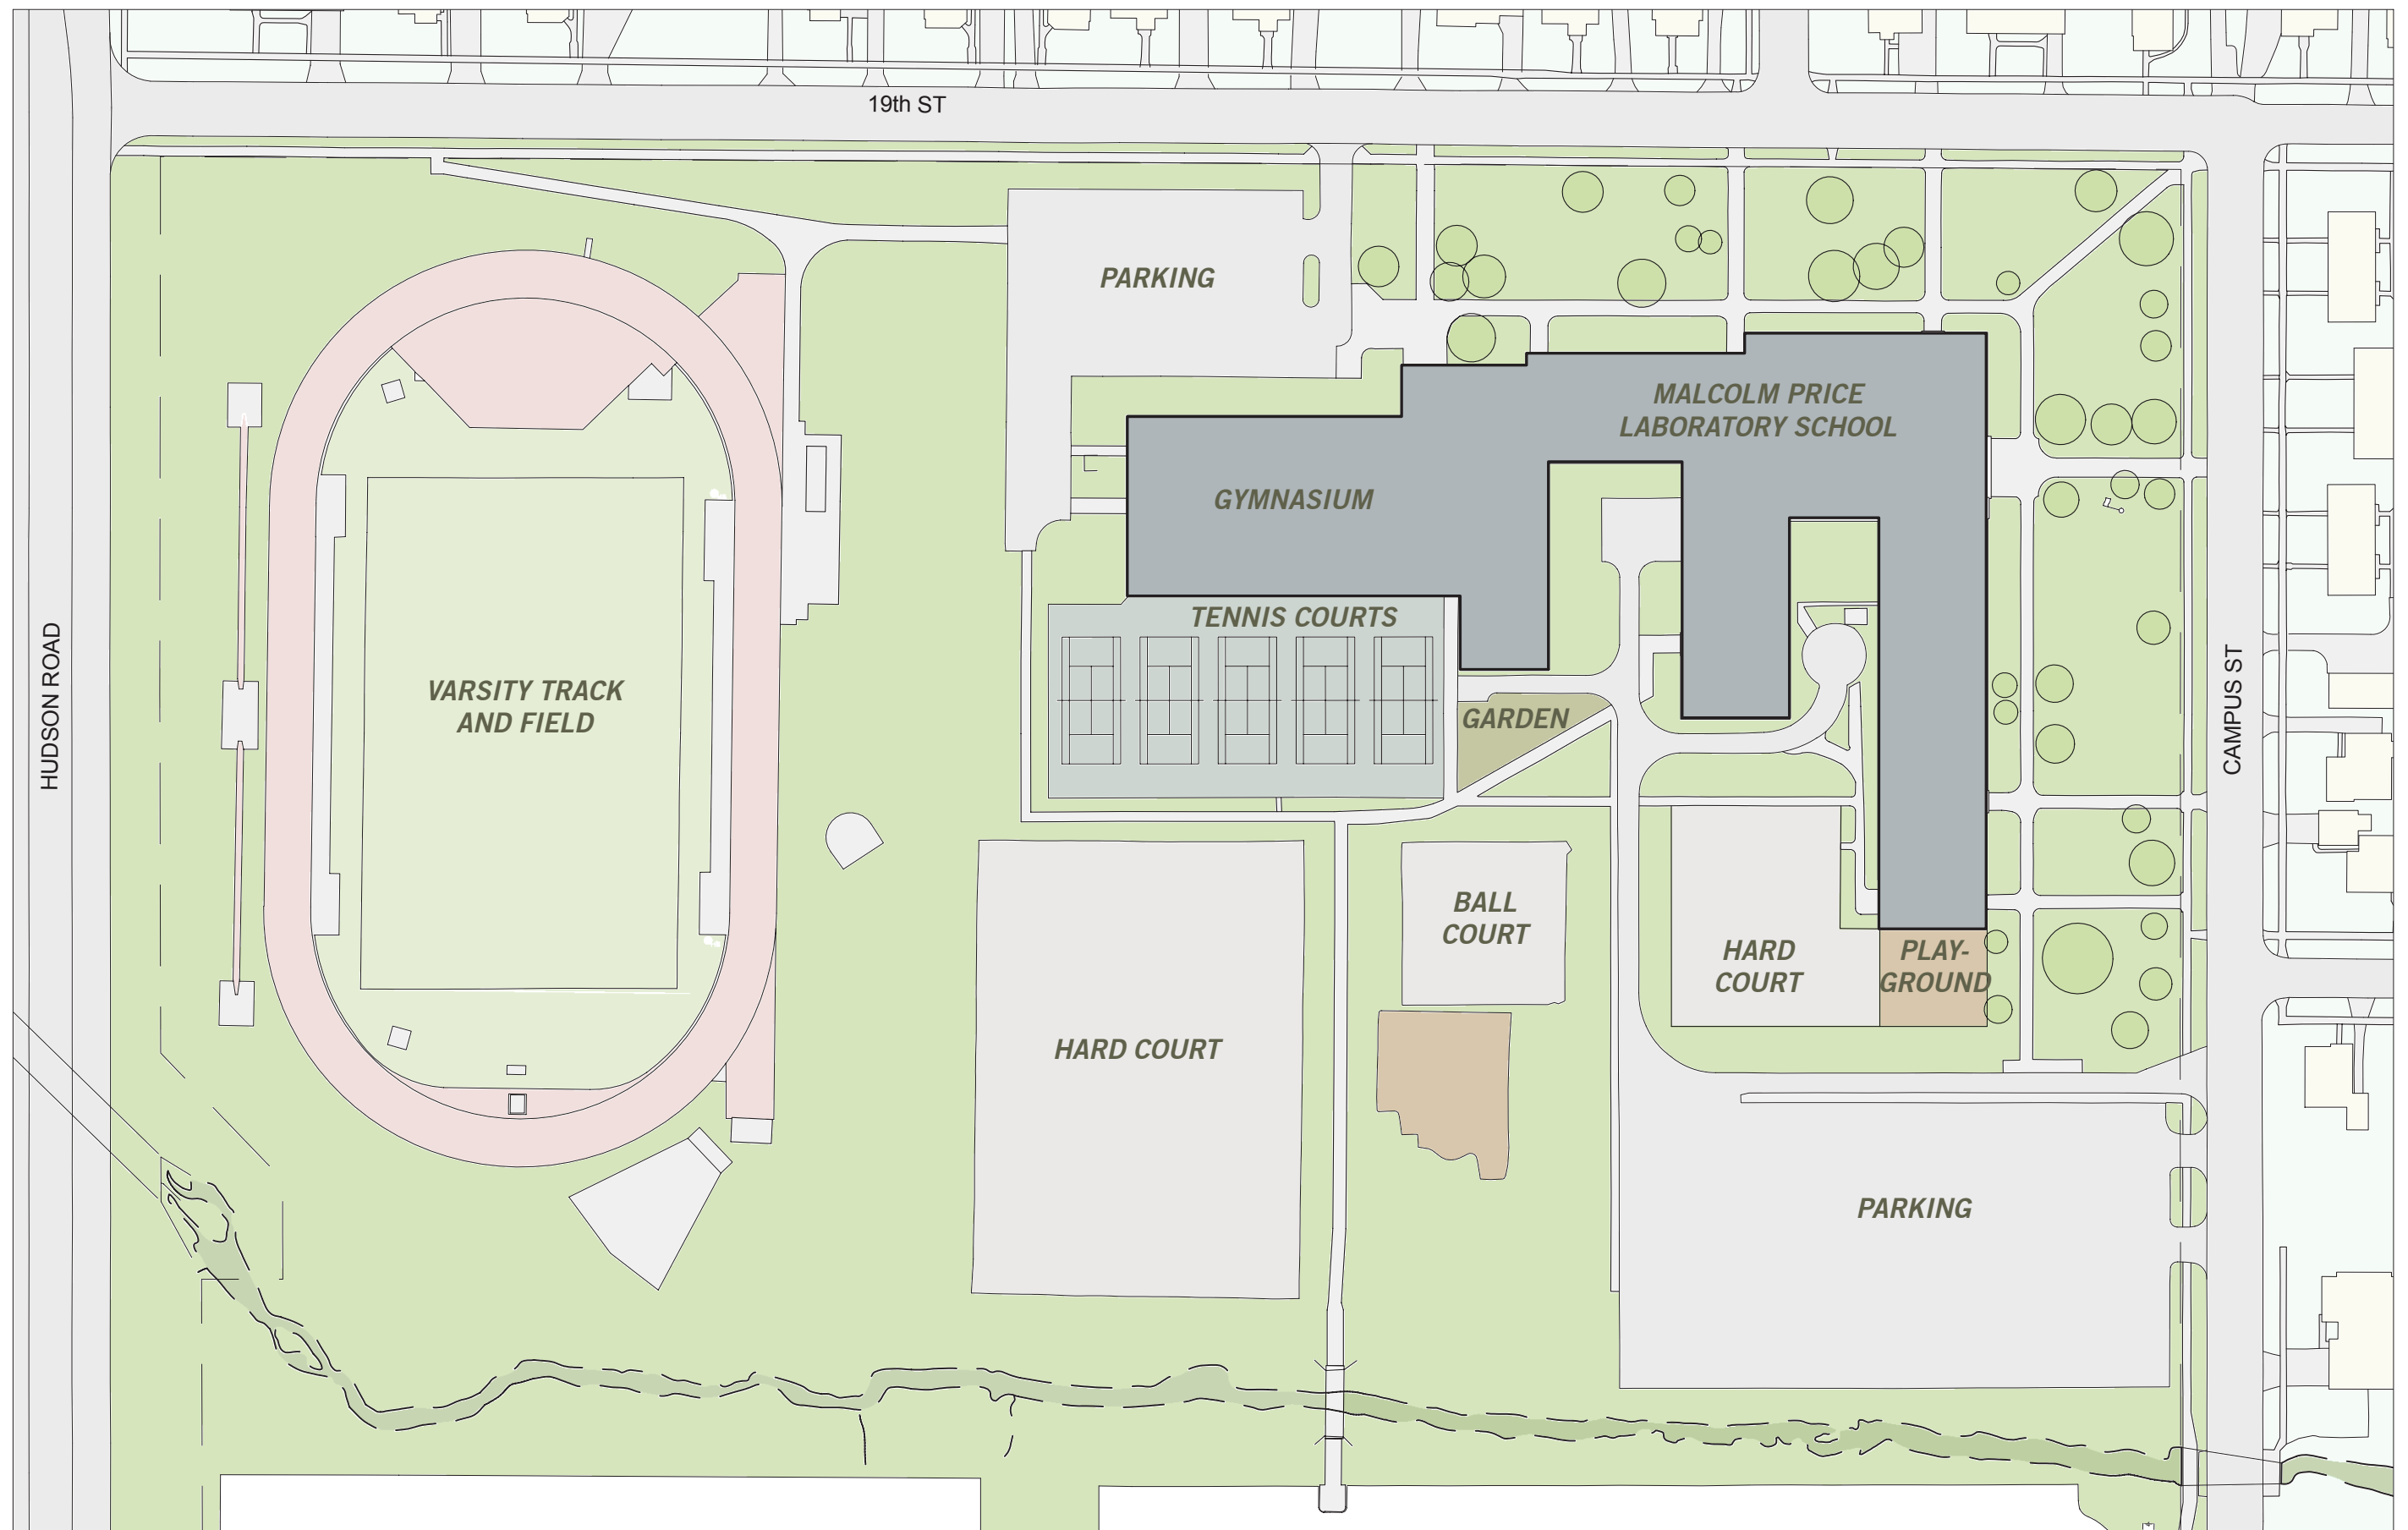 19th ST
PARKING
MALCOLM PRICE
LABORATORY SCHOOL
GYMNASIUM
TENNIS COURTS
HUDSON ROAD
VARSITY TRACK
AND FIELD
GARDEN
CAMPUS ST
BALL
COURT
HARD
COURT
PLAY-
GROUND
HARD COURT
PARKING